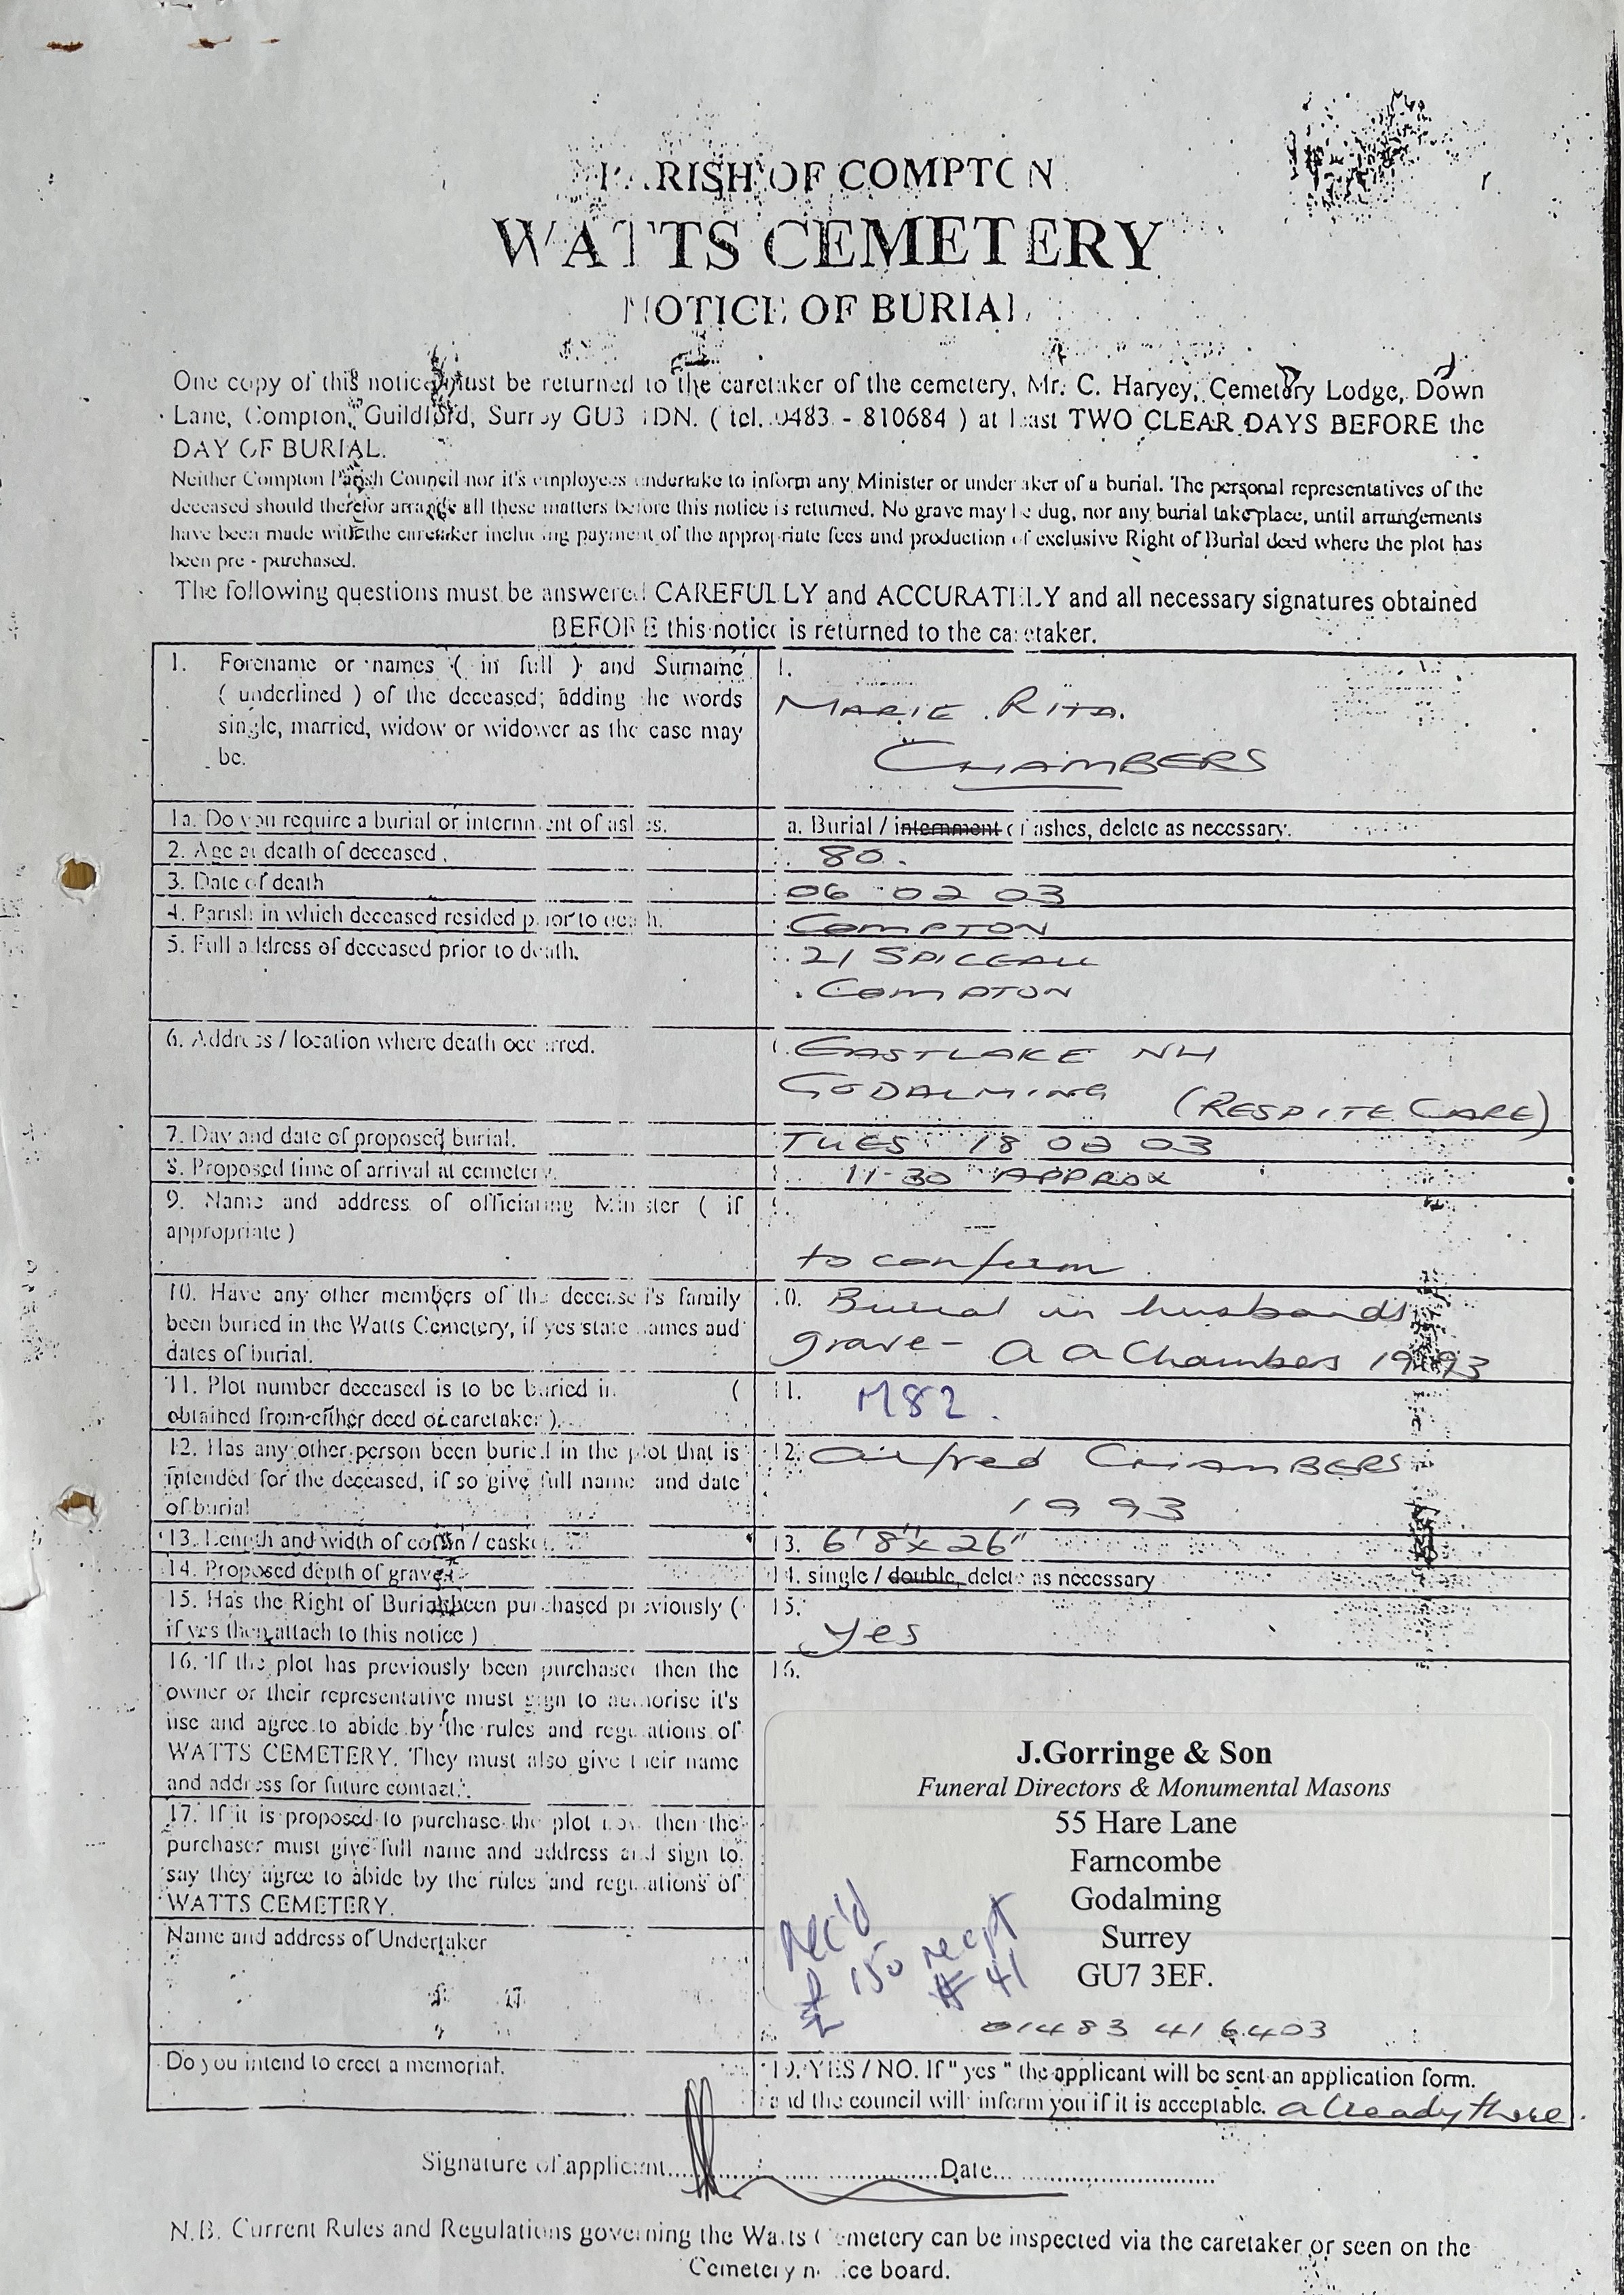 PARISH OF COMPTON
WATTS CEMETERY
NOTICE OF BURIAL
One copy of this notice must be returned to the caretaker of the cemetery, Mr. C. Harvey, Cemetery Lodge, Down
Lane, Compton, Guildford, Surrey GU3 1DN. ( tel. 0483 - 810684 ) at least TWO CLEAR DAYS BEFORE the
DAY OF BURIAL.
Neither Compton Parish Council nor it's employees undertake to inform any Minister or undertaker of a burial. The personal representatives of the
deceased should therefor arrange all these matters before this notice is returned. No grave may be dug, nor any burial take place, until arrangements
have been made with the caretaker including payment of the appropriate fees and production of exclusive Right of Burial deed where the plot has
been pre - purchased.
The following questions must be answered CAREFULLY and ACCURATELY and all necessary signatures obtained
BEFORE this notice is returned to the caretaker.
1. Forename or names ( in full ) and Surname
( underlined ) of the deceased; adding the words
single, married, widow or widower as the case may
be.
1.
MARIE RITA.
CHAMBERS
1a. Do you require a burial or internment of ashes.
a. Burial / internment of ashes, delete as necessary.
2. Age at death of deceased.
80.
3. Date of death
06 02 03
4. Parish in which deceased resided prior to death.
COMPTON
5. Full address of deceased prior to death.
21
COMPTON
6. Address / location where death occurred.
EASTLAKE NH
GODALMING (RESPITE CARE)
7. Day and date of proposed burial.
TUES 18 02 03
8. Proposed time of arrival at cemetery.
11-30 APPROX
9. Name and address of officiating Minister ( if
appropriate )
to confirm
10. Have any other members of the deceased's family
been buried in the Watts Cemetery, if yes state names and
dates of burial.
10. Burial in husbands
grave - A A Chambers 1993
11. Plot number deceased is to be buried in (
obtained from either deed or caretaker ).
11. M82.
12. Has any other person been buried in the plot that is
intended for the deceased, if so give full name and date
of burial
12. Alfred CHAMBERS
1993
13. Length and width of coffin / casket.
13. 6'8" x 26"
14. Proposed depth of grave.
14. single / double, delete as necessary
15. Has the Right of Burial been purchased previously (
if yes then attach to this notice )
15.
Yes
16. If the plot has previously been purchased then the
owner or their representative must sign to authorise it's
use and agree to abide by the rules and regulations of
WATTS CEMETERY. They must also give their name
and address for future contact.
16.
17. If it is proposed to purchase the plot now then the
purchaser must give full name and address and sign to
say they agree to abide by the rules and regulations of
WATTS CEMETERY.
17.
J.Gorringe & Son
Funeral Directors & Monumental Masons
55 Hare Lane
Farncombe
Godalming
Surrey
GU7 3EF.
Rec'd
£150 recpt
# 41
Name and address of Undertaker
01483 416403
Do you intend to erect a memorial.
19. YES / NO. If " yes " the applicant will be sent an application form.
and the council will inform you if it is acceptable. already there.
Signature of applicant.......................................Date..................................
N.B. Current Rules and Regulations governing the Watts Cemetery can be inspected via the caretaker or seen on the
Cemetery notice board.